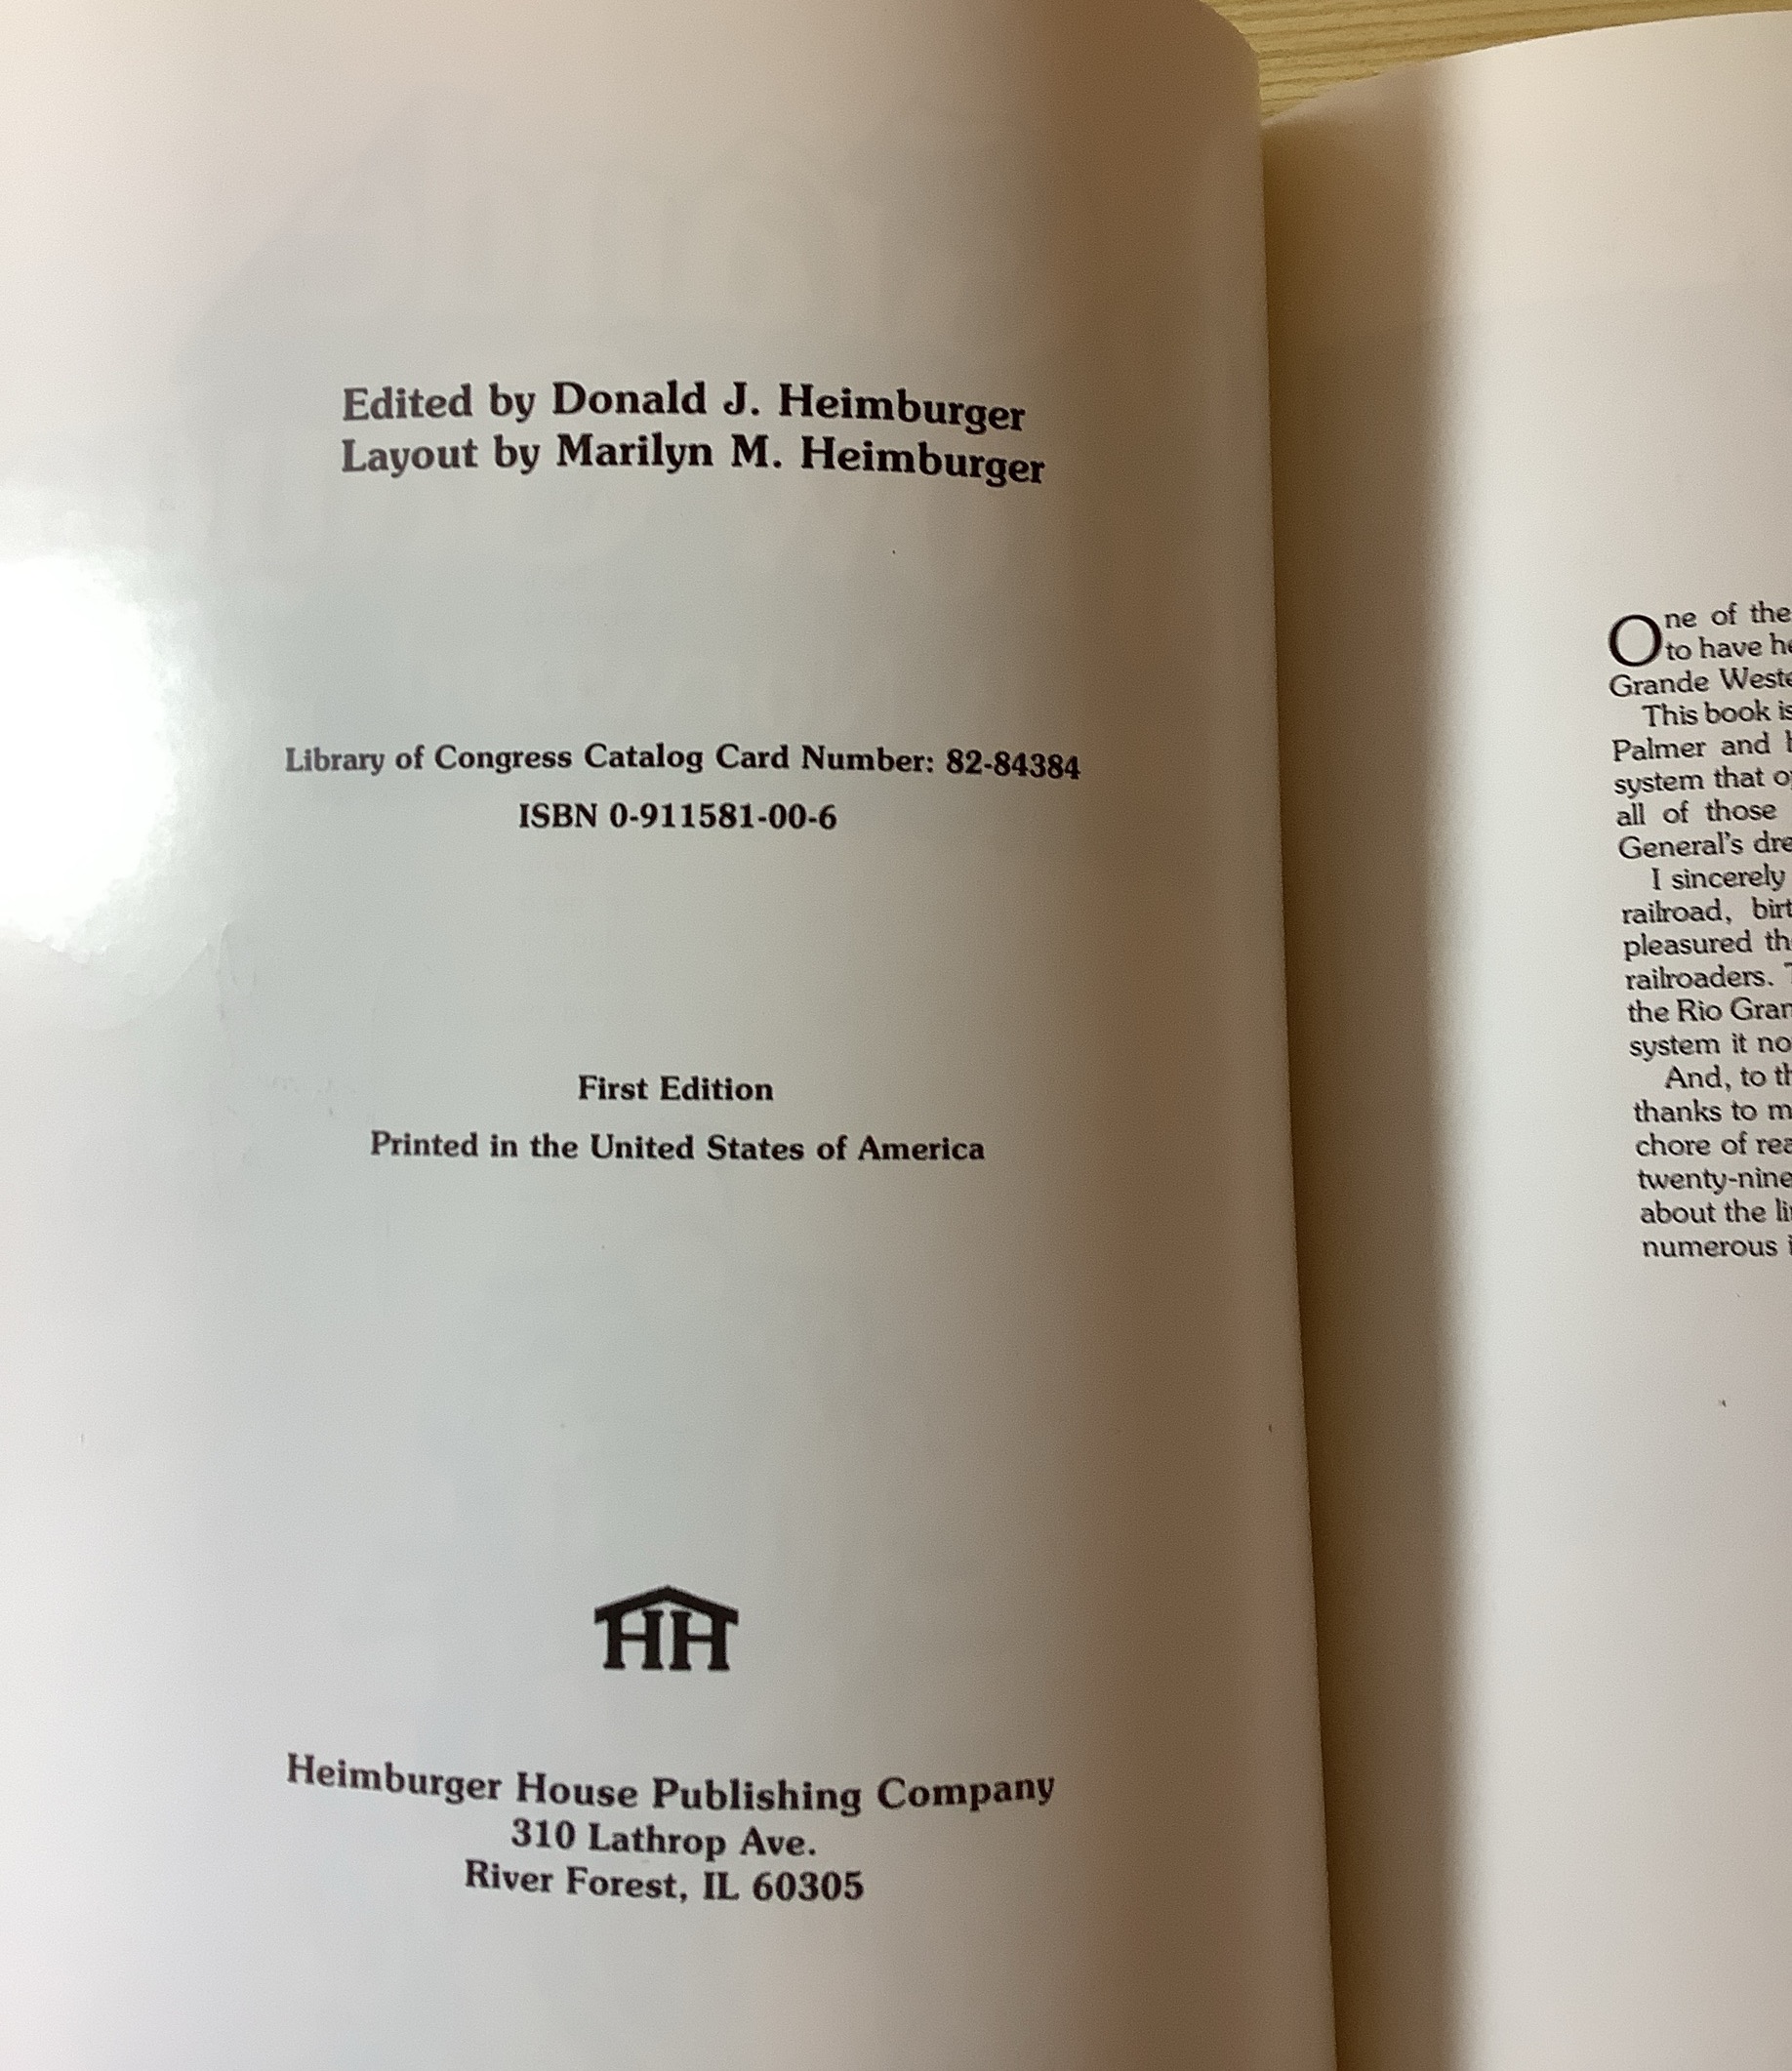 Edited by Donald J. Heimburger
Layout by Marilyn M. Heimburger
Library of Congress Catalog Card Number: 82-84384
ISBN 0-911581-00-6
First Edition
Printed in the United States of America
HH
Heimburger House Publishing Company
310 Lathrop Ave.
River Forest, IL 60305
One of the
to have
Grande
This book
Palmer and
system that
all of those
General's
I sincerely
railroad,
pleasured
railroaders.
the Rio
system it
And, to
thanks to
chore of
twenty-nine
about the
numerous